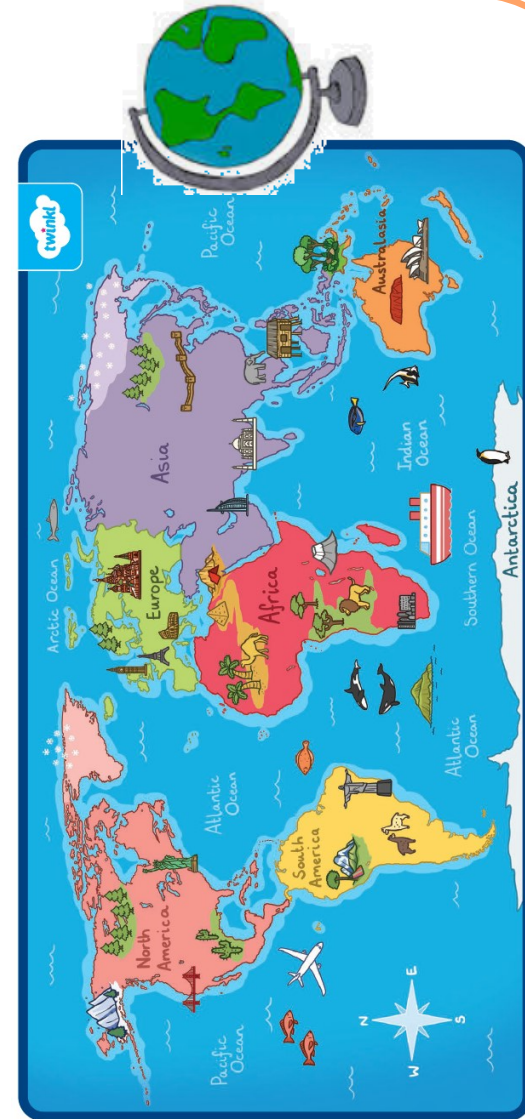 twinkl
Arctic Ocean
North
America
Europe
Asia
Pacific
Ocean
Atlantic
Ocean
Pacific
Ocean
Africa
South
America
Indian
Ocean
Australasia
Atlantic
Ocean
Southern Ocean
Antarctica
N
W
E
S